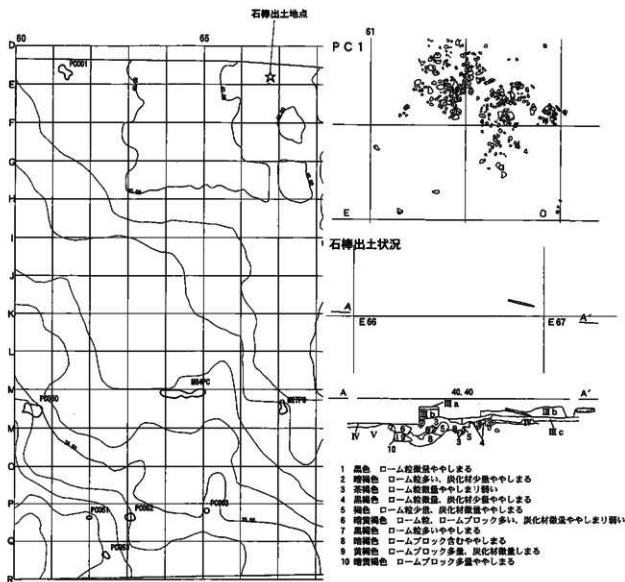 石棒出土地点
60
65
D
E
F
G
H
I
J
K
L
M
M
O
P
Q
R
PC001
M64PC
M67PC
PC050
PC051
PC052
PC053
PC1
61
E
石棒出土状況
A
A´
E66
E67
A
40.40
A´
Ⅲa
Ⅲb
Ⅲb
Ⅲc
Ⅳ
Ⅴ
Ⅳ
1 黒色 ローム粒微量ややしまる
2 暗褐色 ローム粒多い、炭化材少量ややしまる
3 茶褐色 ローム粒微量ややしまり弱い
4 黒褐色 ローム粒微量、炭化材少量ややしまる
5 褐色 ローム粒少量、炭化材微量ややしまる
6 暗黄褐色 ローム粒、ロームブロック多い、炭化材微量ややしまり弱い
7 黒褐色 ローム粒多いややしまる
8 暗褐色 ロームブロック含むややしまる
9 黄褐色 ロームブロック多量、炭化材微量しまる
10 暗黄褐色 ロームブロック多量ややしまる